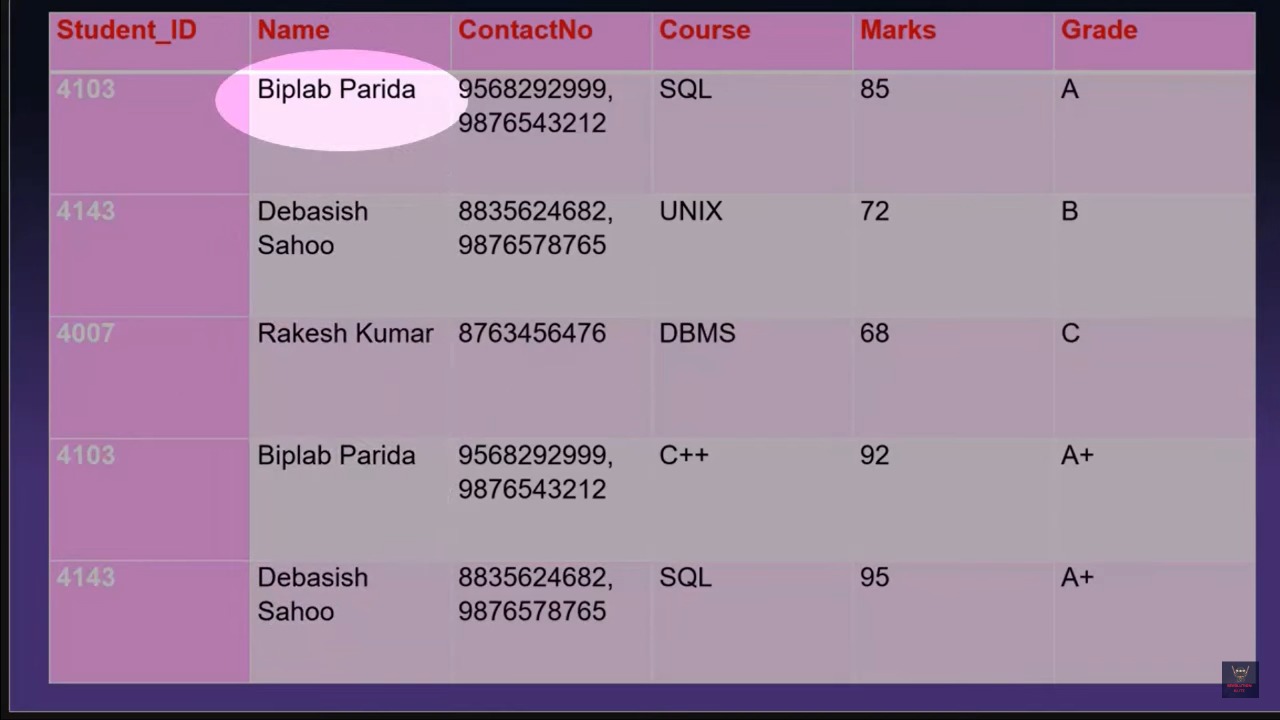 Student_ID Name ContactNo Course Marks Grade
4103 Biplab Parida 9568292999, SQL 85 A
9876543212
4143 Debasish 8835624682, UNIX 72 B
Sahoo 9876578765
4007 Rakesh Kumar 8763456476 DBMS 68 C
4103 Biplab Parida 9568292999, C++ 92 A+
9876543212
4143 Debasish 8835624682, SQL 95 A+
Sahoo 9876578765